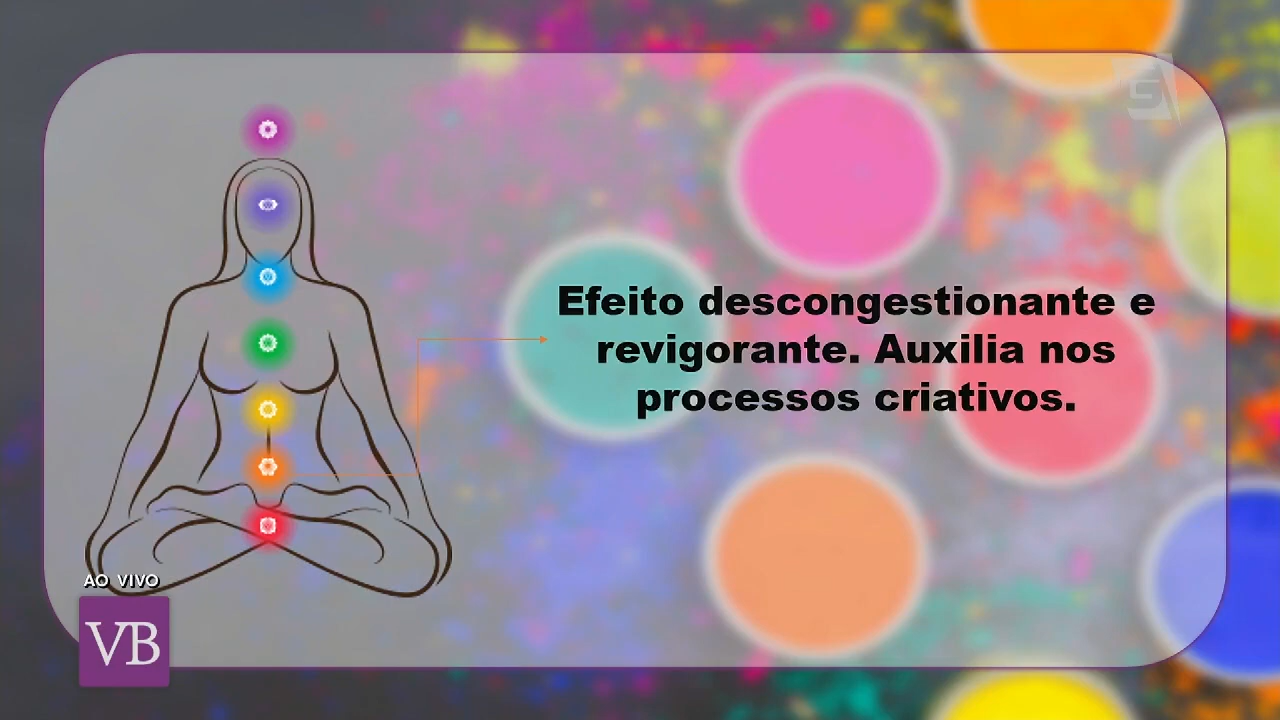 Efeito descongestionante e
revigorante. Auxilia nos
processos criativos.
AO VIVO
VB